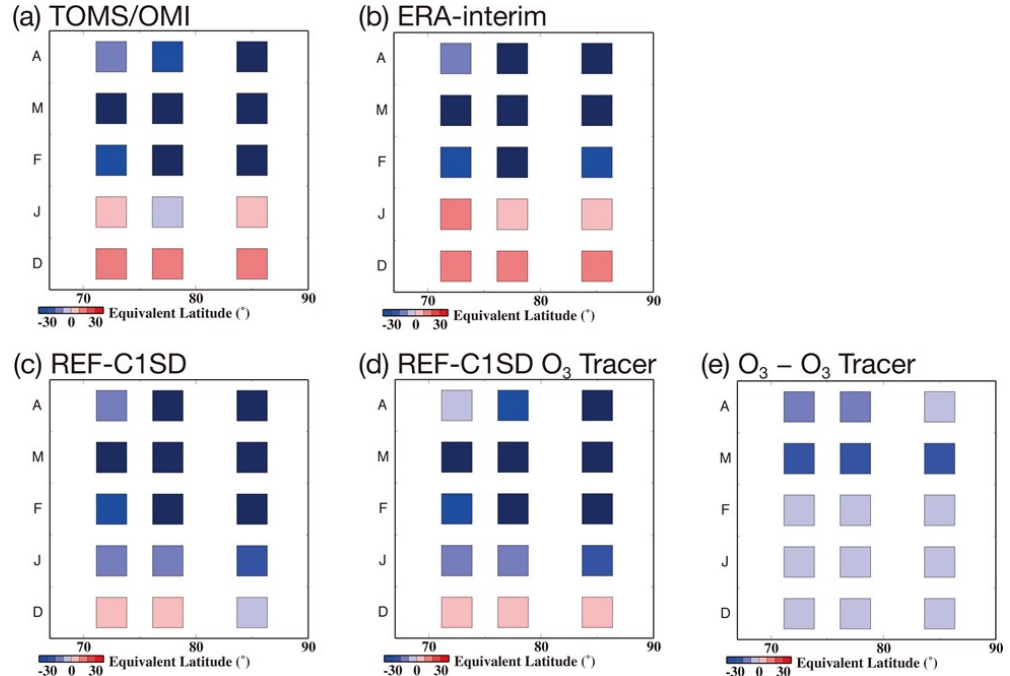 (a) TOMS/OMI
A
M
F
J
D
70 80 90
-30 0 30 Equivalent Latitude (°)
(b) ERA-interim
A
M
F
J
D
70 80 90
-30 0 30 Equivalent Latitude (°)
(c) REF-C1SD
A
M
F
J
D
70 80 90
-30 0 30 Equivalent Latitude (°)
(d) REF-C1SD O₃ Tracer
A
M
F
J
D
70 80 90
-30 0 30 Equivalent Latitude (°)
(e) O₃ – O₃ Tracer
A
M
F
J
D
70 80 90
-30 0 30 Equivalent Latitude (°)